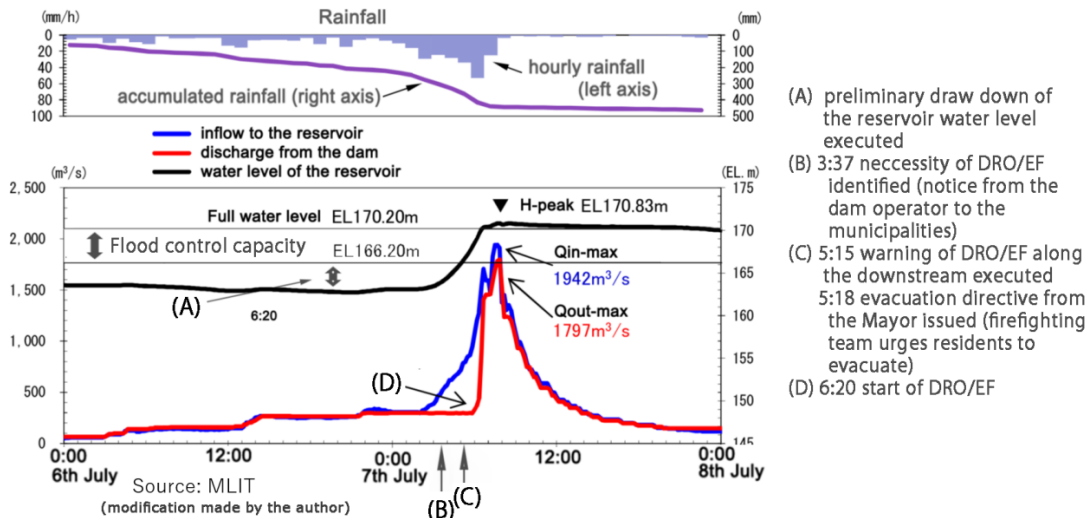 Rainfall
(mm/h)
(mm)
0
20
40
60
80
100
0
100
200
300
400
500
hourly rainfall
(left axis)
accumulated rainfall (right axis)
inflow to the reservoir
discharge from the dam
water level of the reservoir
m³/s
(EL. m)
2,500
2,000
1,500
1,000
500
0
175
170
165
160
155
150
145
H-peak EL170.83m
Full water level EL170.20m
Flood control capacity EL166.20m
Qin-max
1942m³/s
Qout-max
1797m³/s
(A)
6:20
(D)
0:00
6th July
12:00
0:00
7th July
12:00
0:00
8th July
(B)
(C)
Source: MLIT
(modification made by the author)
(A) preliminary draw down of
the reservoir water level
executed
(B) 3:37 neccessity of DRO/EF
identified (notice from the
dam operator to the
municipalities)
(C) 5:15 warning of DRO/EF along
the downstream executed
5:18 evacuation directive from
the Mayor issued (firefighting
team urges residents to
evacuate)
(D) 6:20 start of DRO/EF